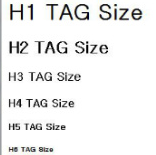 H1 TAG Size
H2 TAG Size
H3 TAG Size
H4 TAG Size
H5 TAG Size
H6 TAG Size